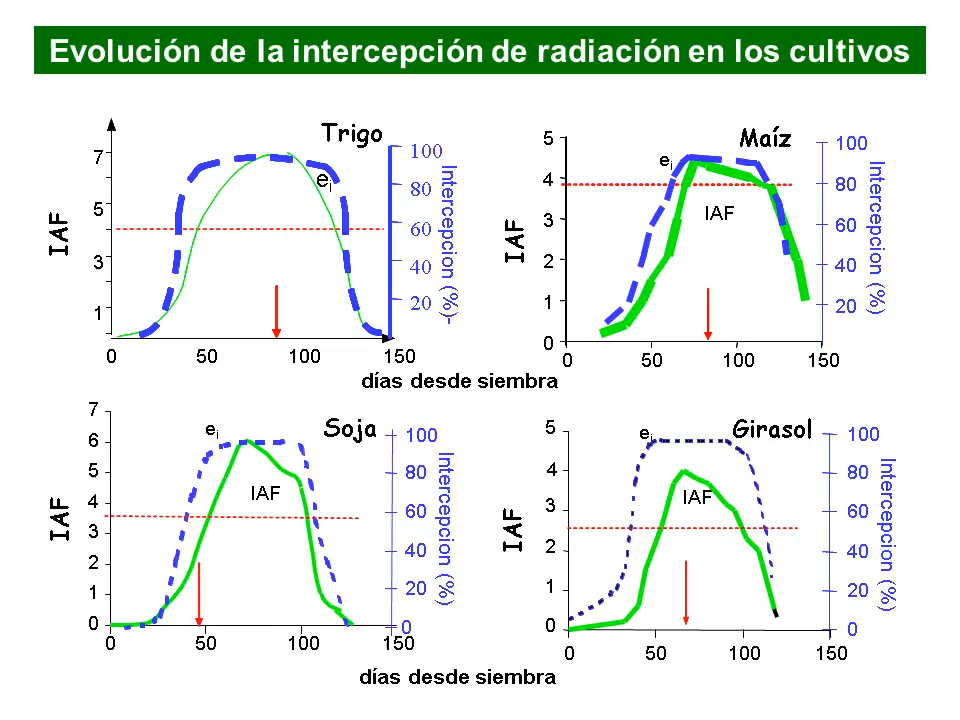 Evolución de la intercepción de radiación en los cultivos
Trigo
IAF
7
5
3
1
0
50
100
150
ei
100
80
60
40
20
Intercepcion (%)-
Maíz
IAF
5
4
3
2
1
0
0
50
100
150
ei
IAF
100
80
60
40
20
Intercepcion (%)
días desde siembra
Soja
IAF
7
6
5
4
3
2
1
0
0
50
100
150
ei
IAF
100
80
60
40
20
0
Intercepcion (%)
Girasol
IAF
5
4
3
2
1
0
0
50
100
150
ei
IAF
100
80
60
40
20
0
Intercepcion (%)
días desde siembra